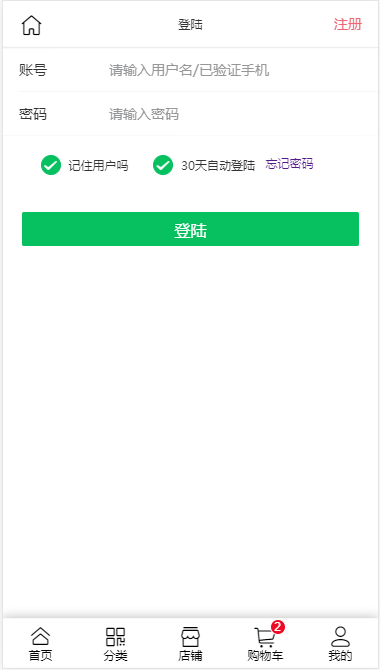 登陆 注册
账号 请输入用户名/已验证手机
密码 请输入密码
记住用户吗 30天自动登陆 忘记密码
登陆
2
首页 分类 店铺 购物车 我的